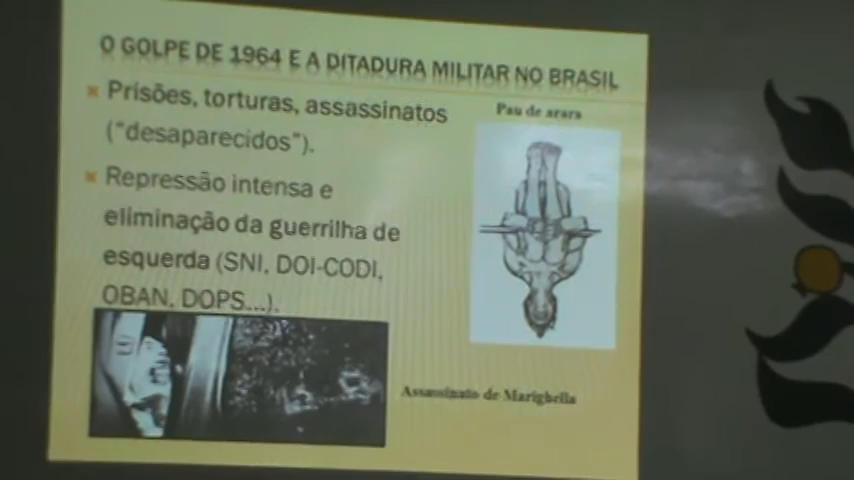 O GOLPE DE 1964 E A DITADURA MILITAR NO BRASIL
Prisões, torturas, assassinatos
("desaparecidos").
Pau de arara
Repressão intensa e
eliminação da guerrilha de
esquerda (SNI, DOI-CODI,
OBAN, DOPS...).
Assassinato de Marighella